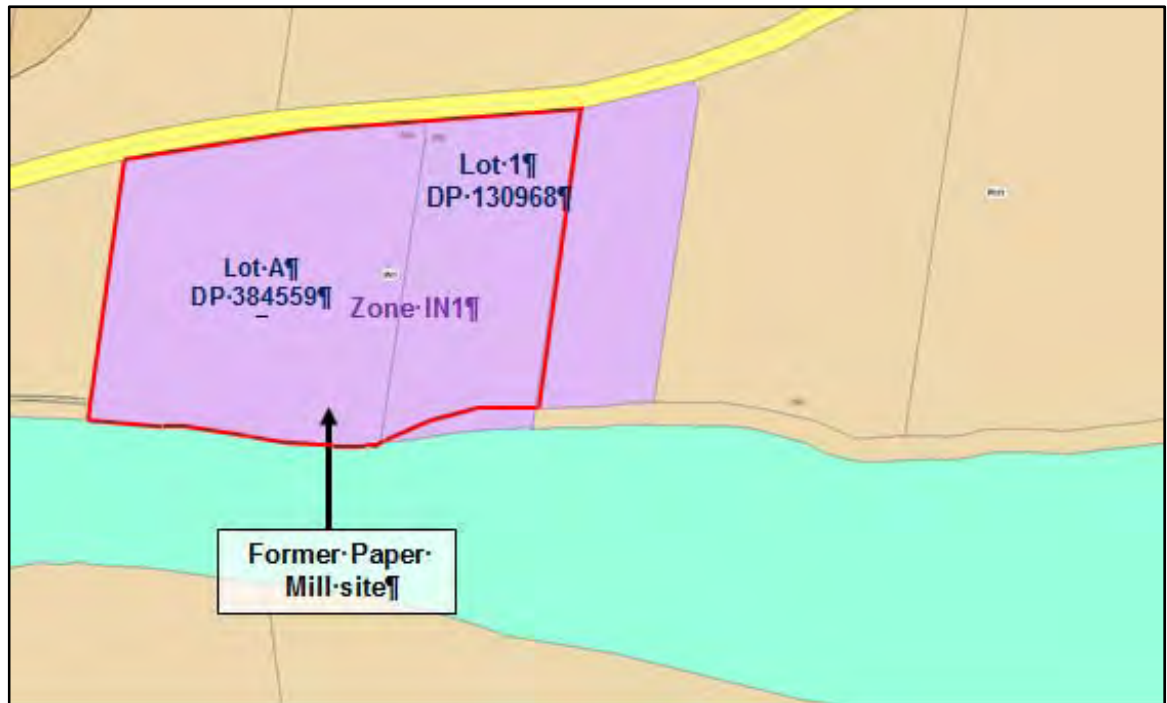 Lot·1¶
DP·130968¶
Lot·A¶
DP·384559¶
Zone·IN1¶
Former·Paper·
Mill·site¶